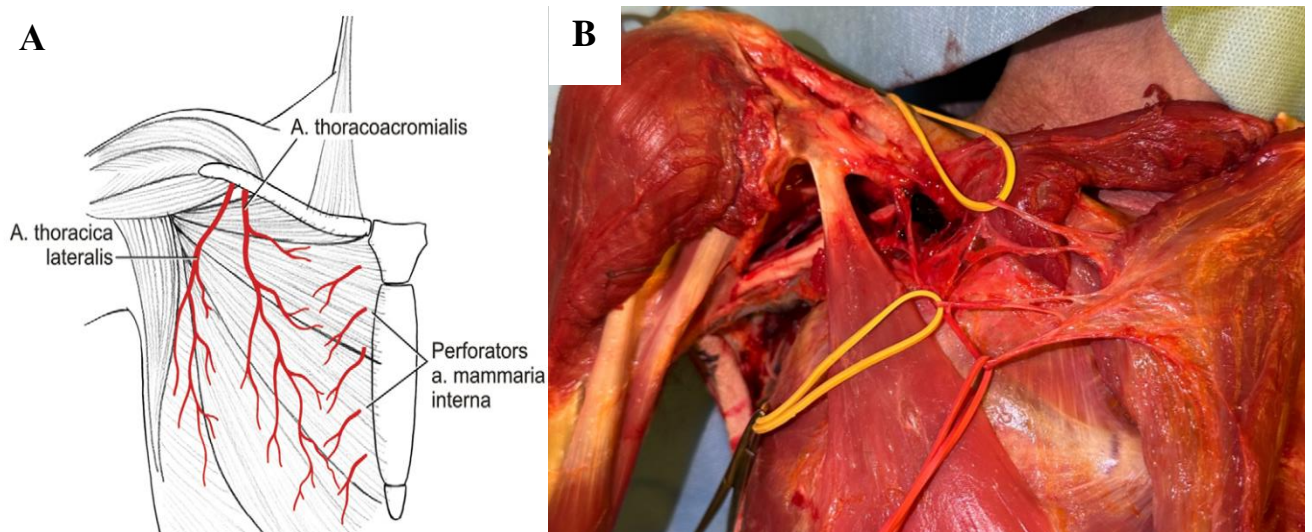 A
B
A. thoracoacromialis
A. thoracica
lateralis
Perforators
a. mammaria
interna